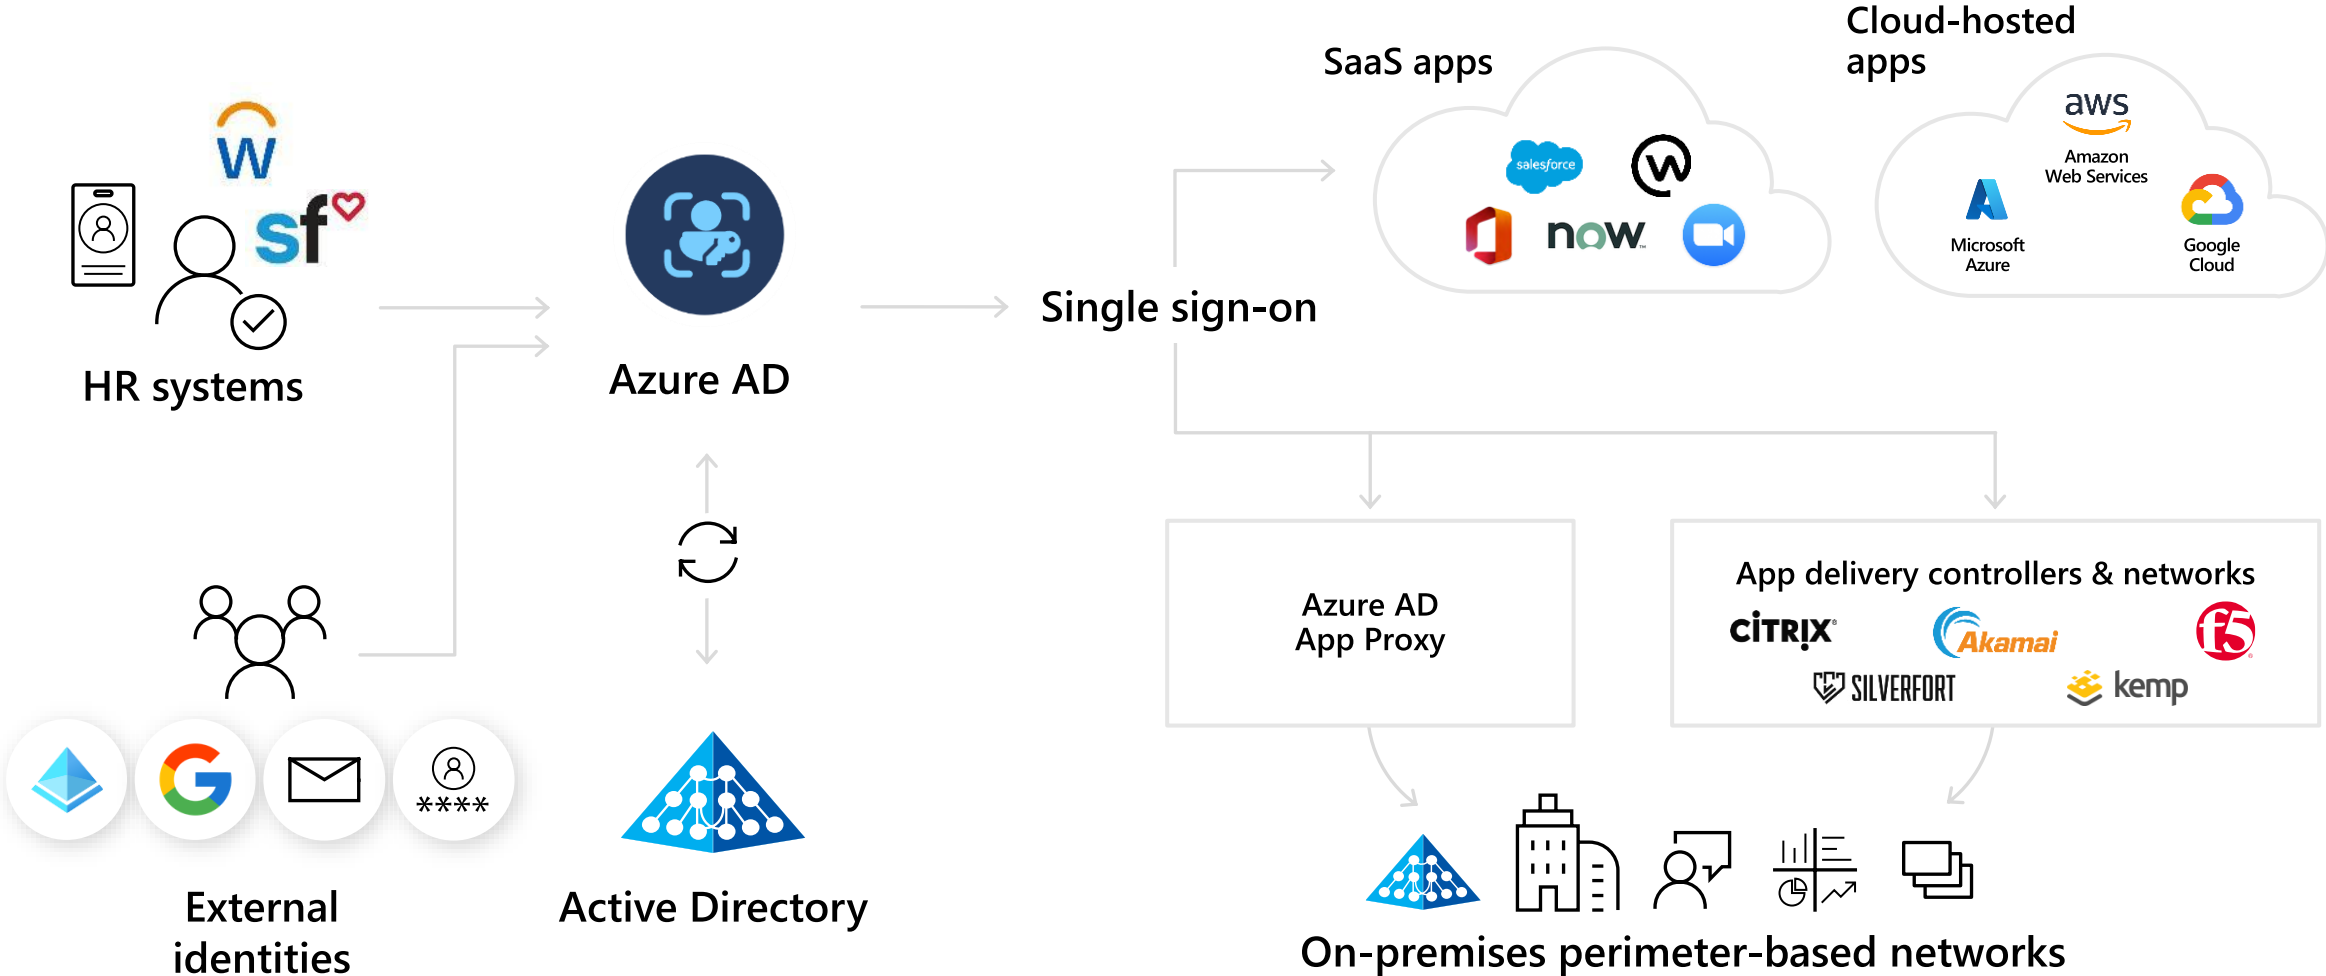 SaaS apps
Cloud-hosted
apps
W
sf
HR systems
Azure AD
Single sign-on
salesforce
W
now
aws
Amazon
Web Services
Microsoft
Azure
Google
Cloud
Azure AD
App Proxy
App delivery controllers & networks
CİTRIX
Akamai
f5
SILVERFORT
kemp
G
****
External
identities
Active Directory
On-premises perimeter-based networks